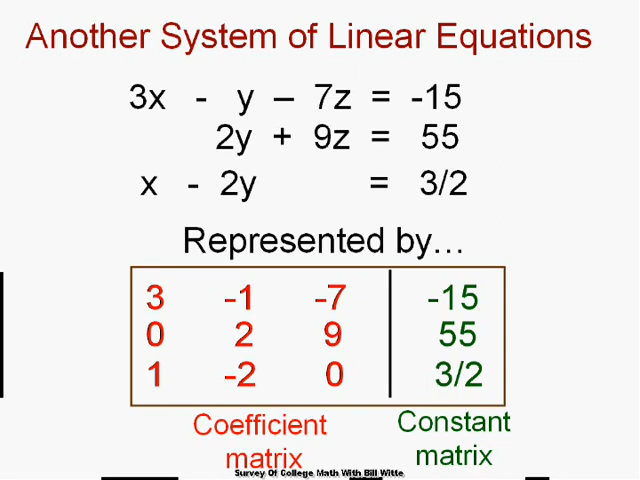 Another System of Linear Equations
3x - y – 7z = -15
2y + 9z = 55
x - 2y = 3/2
Represented by...
3 -1 -7 -15
0 2 9 55
1 -2 0 3/2
Coefficient Constant
matrix matrix
Survey Of College Math With Bill Witte